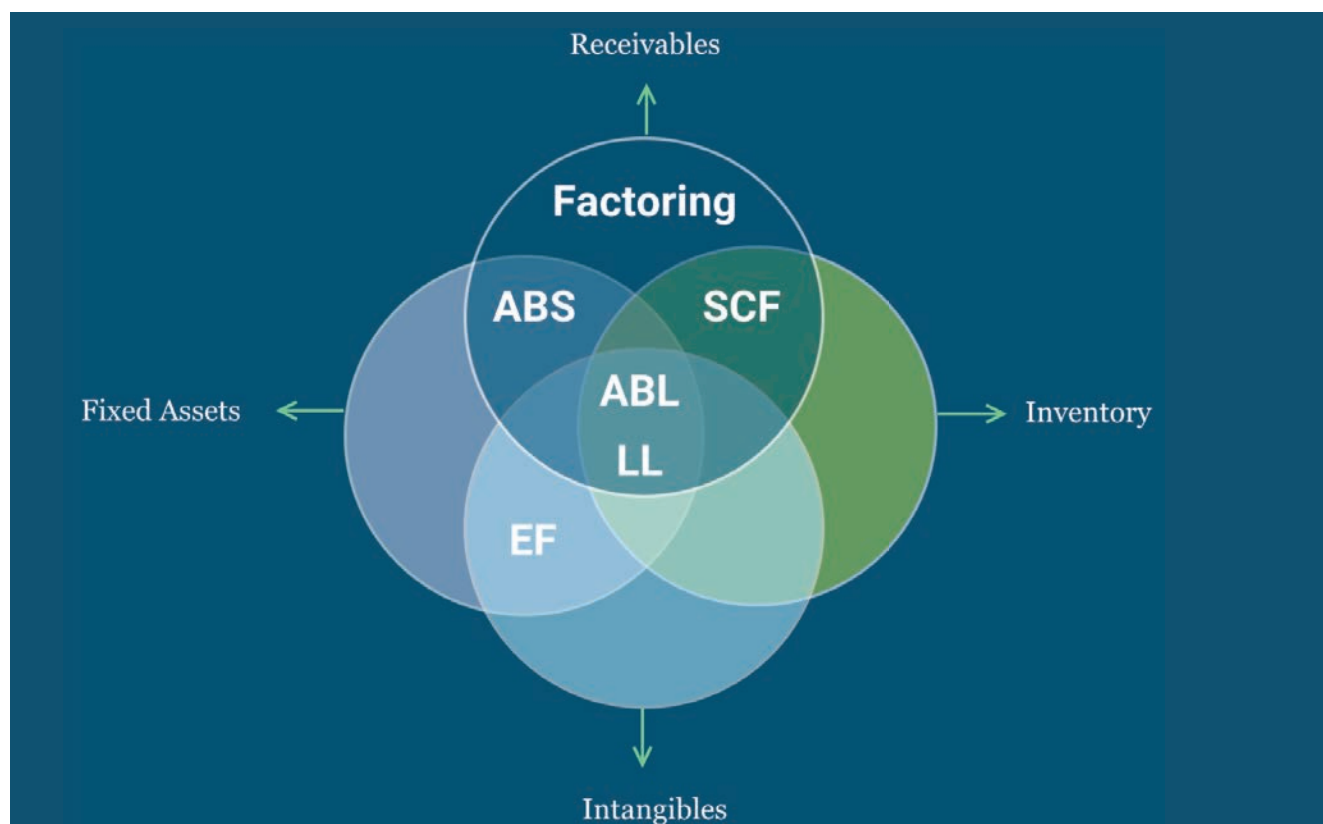 Receivables
Factoring
ABS
SCF
ABL
Fixed Assets
Inventory
LL
EF
Intangibles